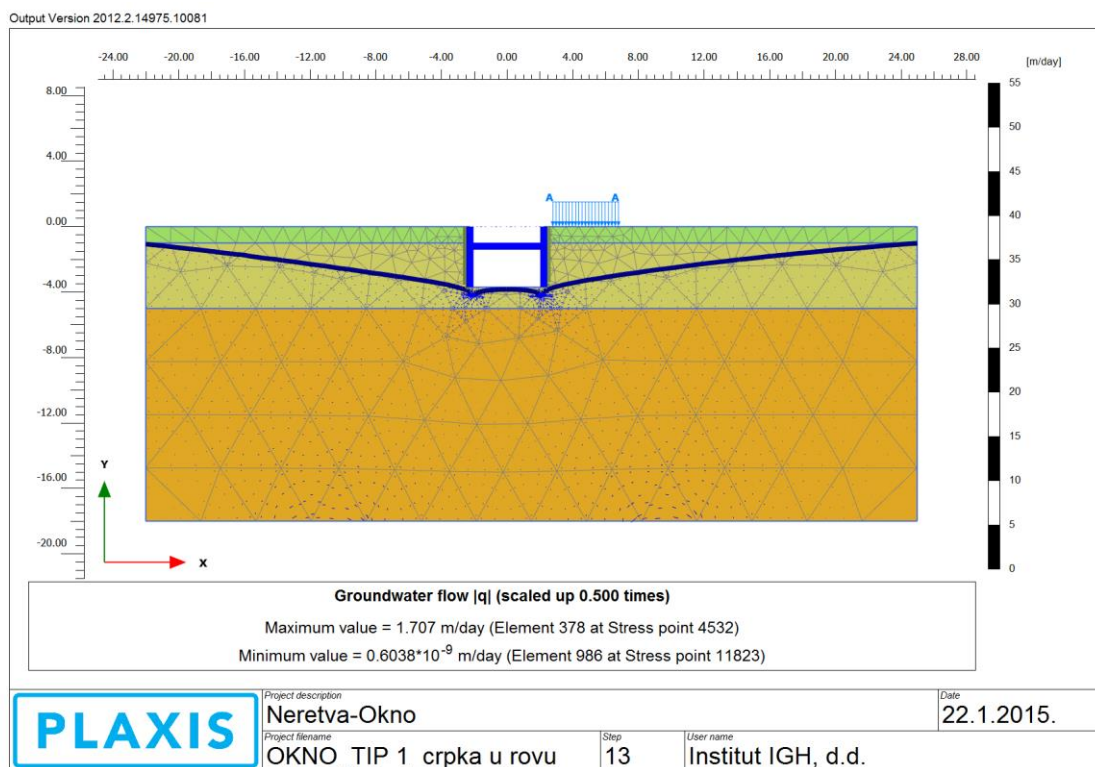 Output Version 2012.2.14975.10081
-24.00 -20.00 -16.00 -12.00 -8.00 -4.00 0.00 4.00 8.00 12.00 16.00 20.00 24.00 28.00
[m/day]
8.00
4.00
0.00
-4.00
-8.00
-12.00
-16.00
-20.00
A A
Y
X
55
50
45
40
35
30
25
20
15
10
5
0
Groundwater flow |q| (scaled up 0.500 times)
Maximum value = 1.707 m/day (Element 378 at Stress point 4532)
Minimum value = 0.6038*10⁻⁹ m/day (Element 986 at Stress point 11823)
PLAXIS
Project description
Neretva-Okno
Date
22.1.2015.
Project filename
OKNO TIP 1 crpka u rovu
Step
13
User name
Institut IGH, d.d.